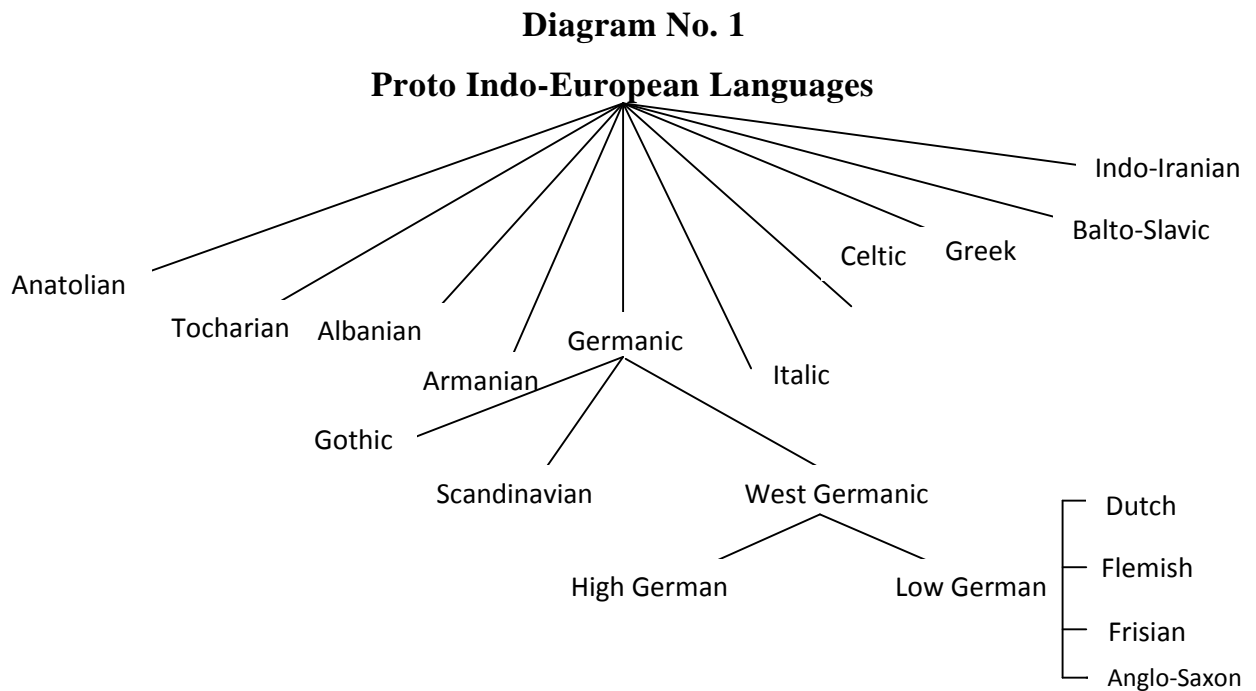 Diagram No. 1
Proto Indo-European Languages
Indo-Iranian
Balto-Slavic
Celtic
Greek
Anatolian
Tocharian
Albanian
Germanic
Armanian
Italic
Gothic
Scandinavian
West Germanic
Dutch
High German
Low German
Flemish
Frisian
Anglo-Saxon